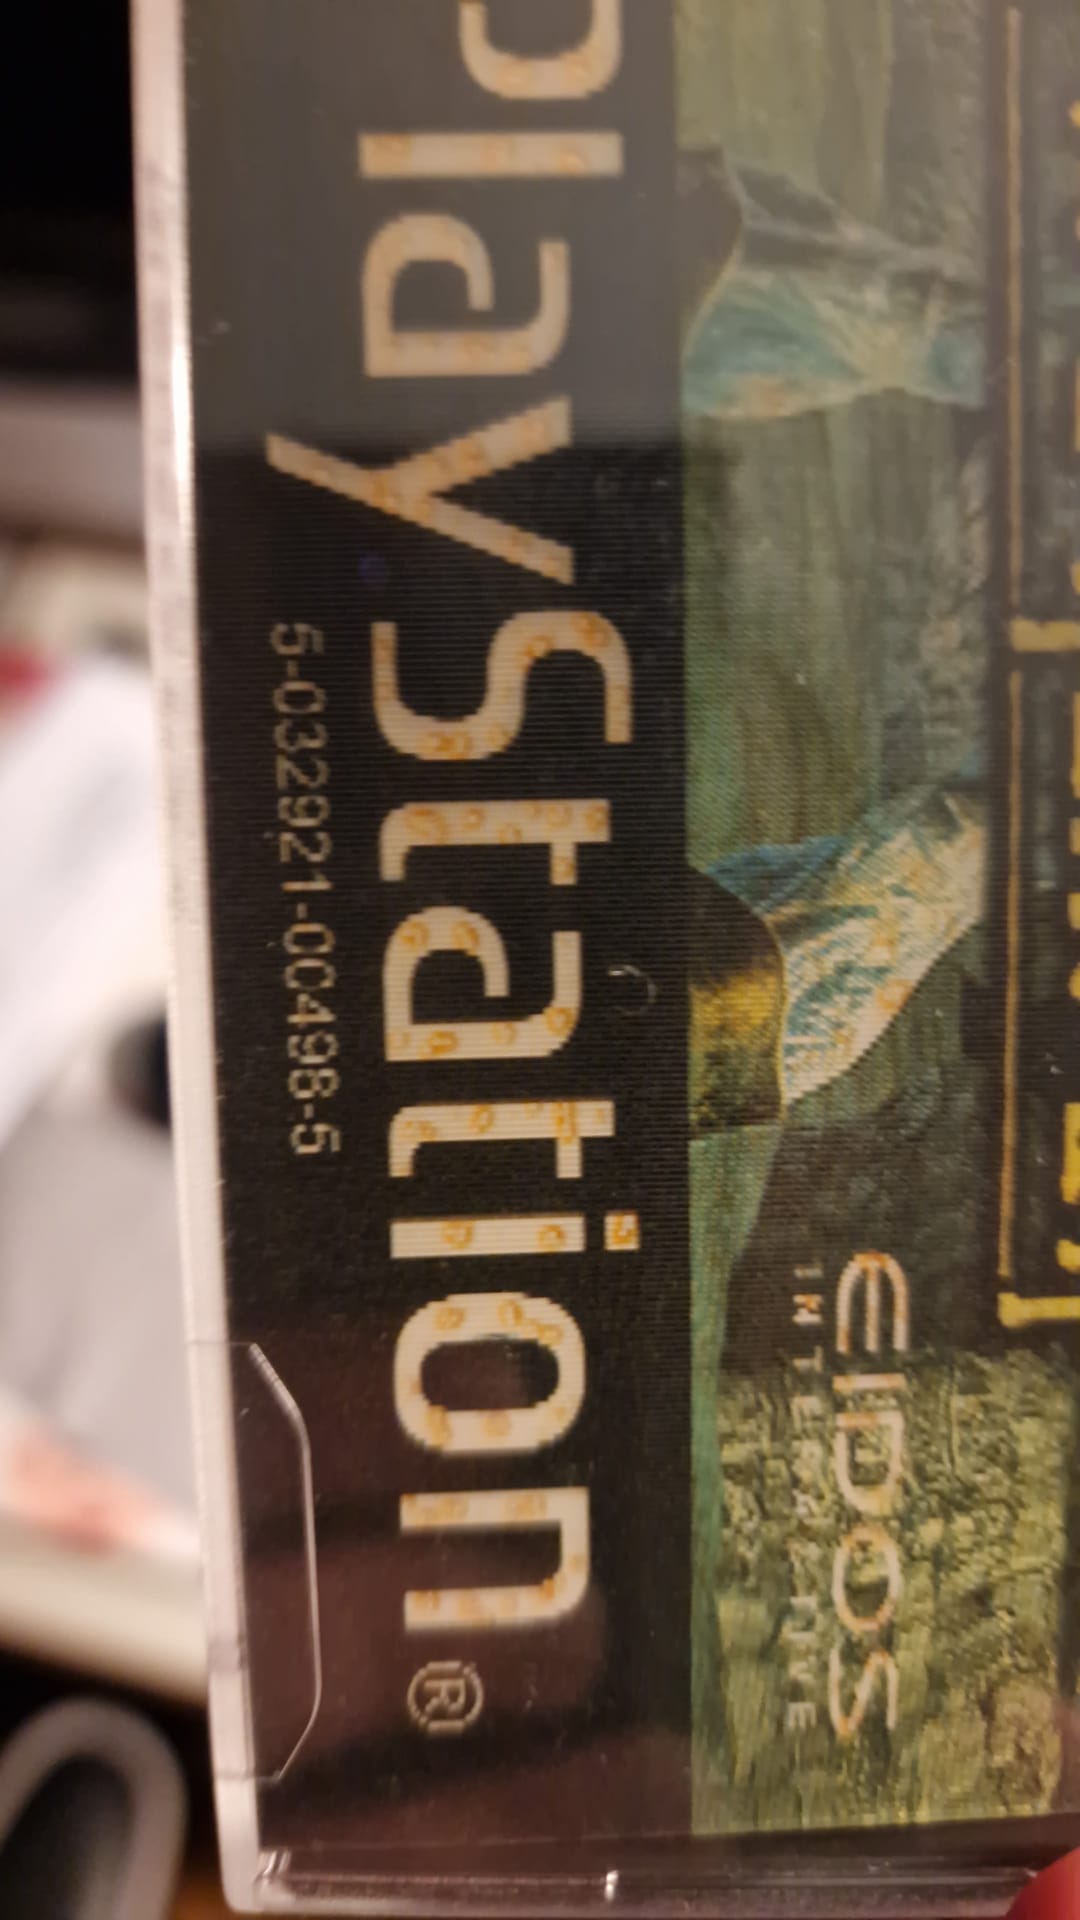 PlayStation®
5-032921-00498-5
EIDOS
INTERACTIVE